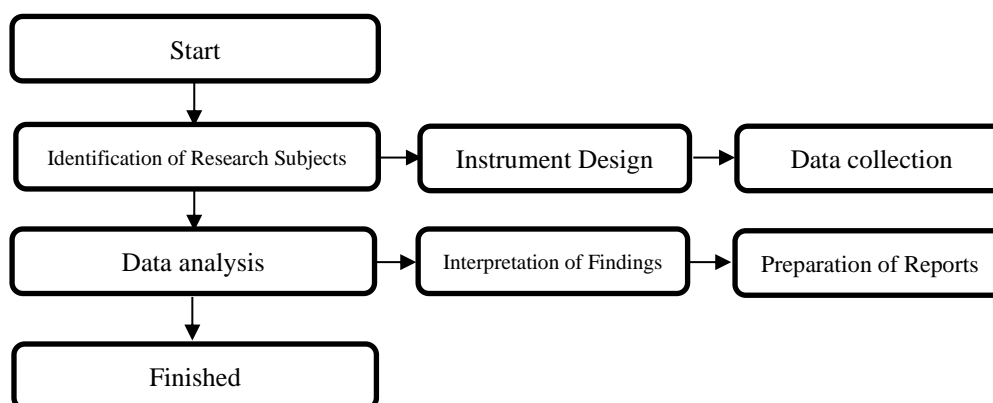 Start
Identification of Research Subjects
Instrument Design
Data collection
Data analysis
Interpretation of Findings
Preparation of Reports
Finished